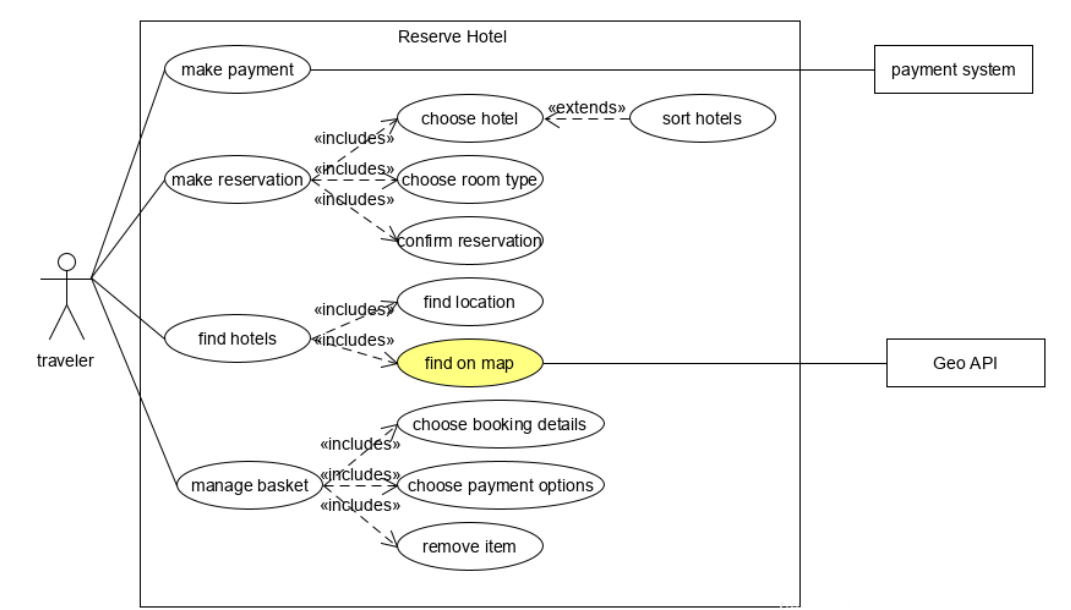 Reserve Hotel
make payment
payment system
«extends»
choose hotel
sort hotels
«includes»
«includes»
make reservation
choose room type
«includes»
confirm reservation
find location
«includes»
find hotels
«includes»
find on map
Geo API
traveler
choose booking details
«includes»
«includes»
manage basket
choose payment options
«includes»
remove item